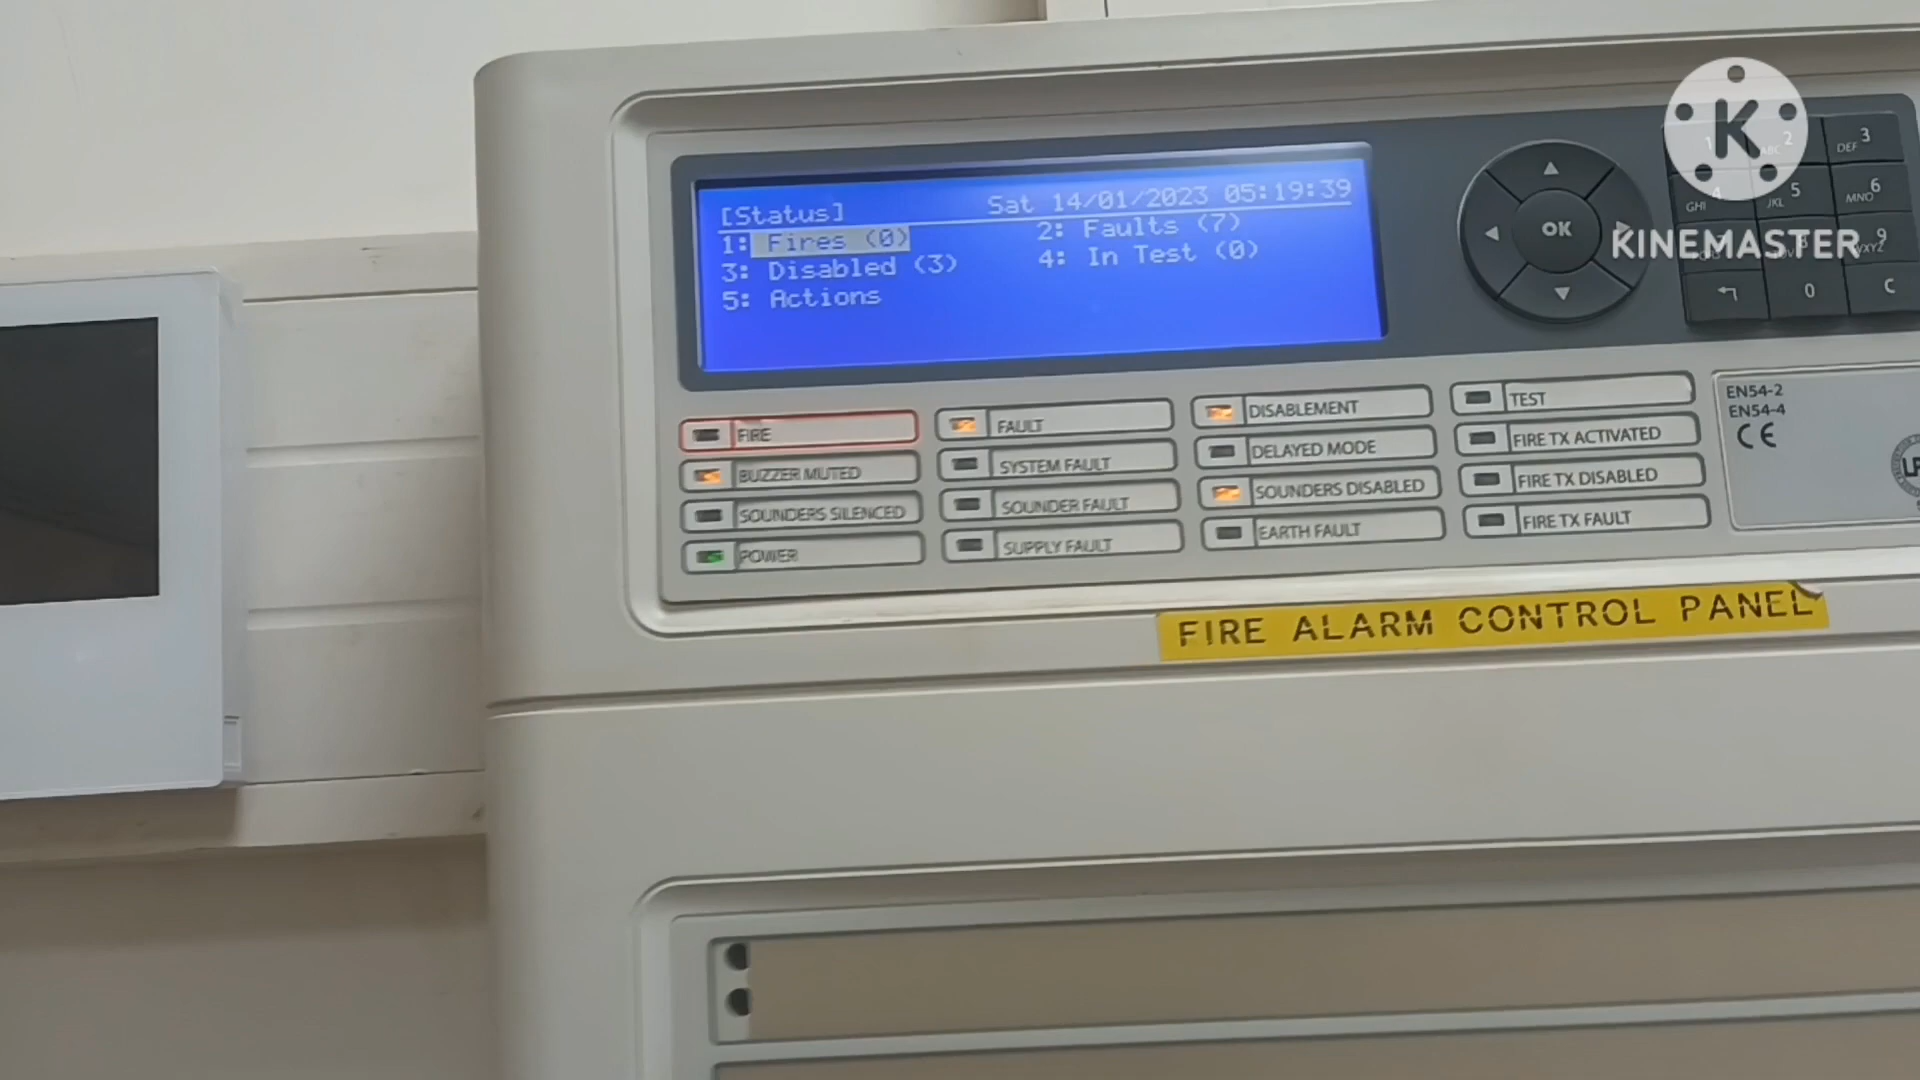 [Status] Sat 14/01/2023 05:19:39
1: Fires (0) 2: Faults (7)
3: Disabled (3) 4: In Test (0)
5: Actions
K
KINEMASTER
OK
2
DEF 3
GHI 4
JKL 5
MNO 6
9
0
C
FIRE
FAULT
DISABLEMENT
TEST
BUZZER MUTED
SYSTEM FAULT
DELAYED MODE
FIRE TX ACTIVATED
SOUNDERS SILENCED
SOUNDER FAULT
SOUNDERS DISABLED
FIRE TX DISABLED
POWER
SUPPLY FAULT
EARTH FAULT
FIRE TX FAULT
EN54-2
EN54-4
CE
FIRE ALARM CONTROL PANEL